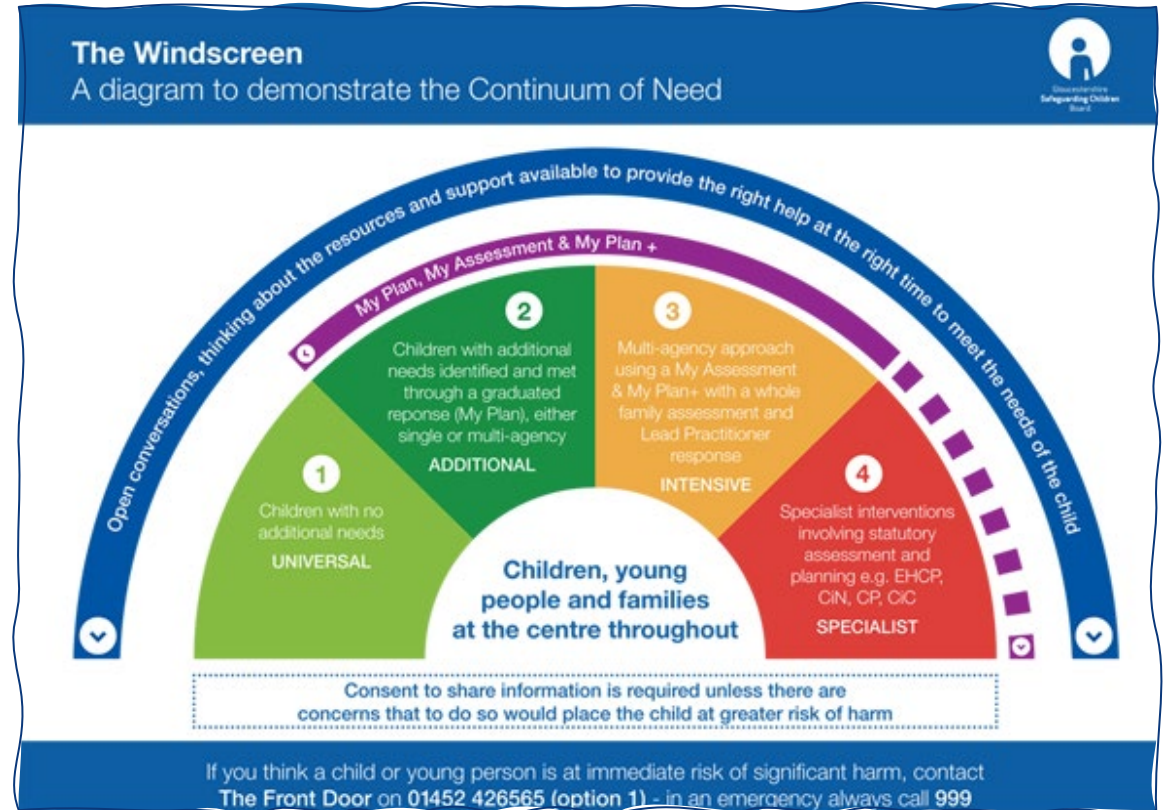 The Windscreen
A diagram to demonstrate the Continuum of Need
Gloucestershire
Safeguarding Children
Board
Open conversations, thinking about the resources and support available to provide the right help at the right time to meet the needs of the child
My Plan, My Assessment & My Plan +
1
Children with no
additional needs
UNIVERSAL
2
Children with additional
needs identified and met
through a graduated
reponse (My Plan), either
single or multi-agency
ADDITIONAL
3
Multi-agency approach
using a My Assessment
& My Plan+ with a whole
family assessment and
Lead Practitioner
response
INTENSIVE
4
Specialist interventions
involving statutory
assessment and
planning e.g. EHCP,
CiN, CP, CiC
SPECIALIST
Children, young
people and families
at the centre throughout
Consent to share information is required unless there are
concerns that to do so would place the child at greater risk of harm
If you think a child or young person is at immediate risk of significant harm, contact
The Front Door on 01452 426565 (option 1) - in an emergency always call 999